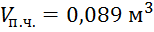 Vп.ч. = 0,089 м³